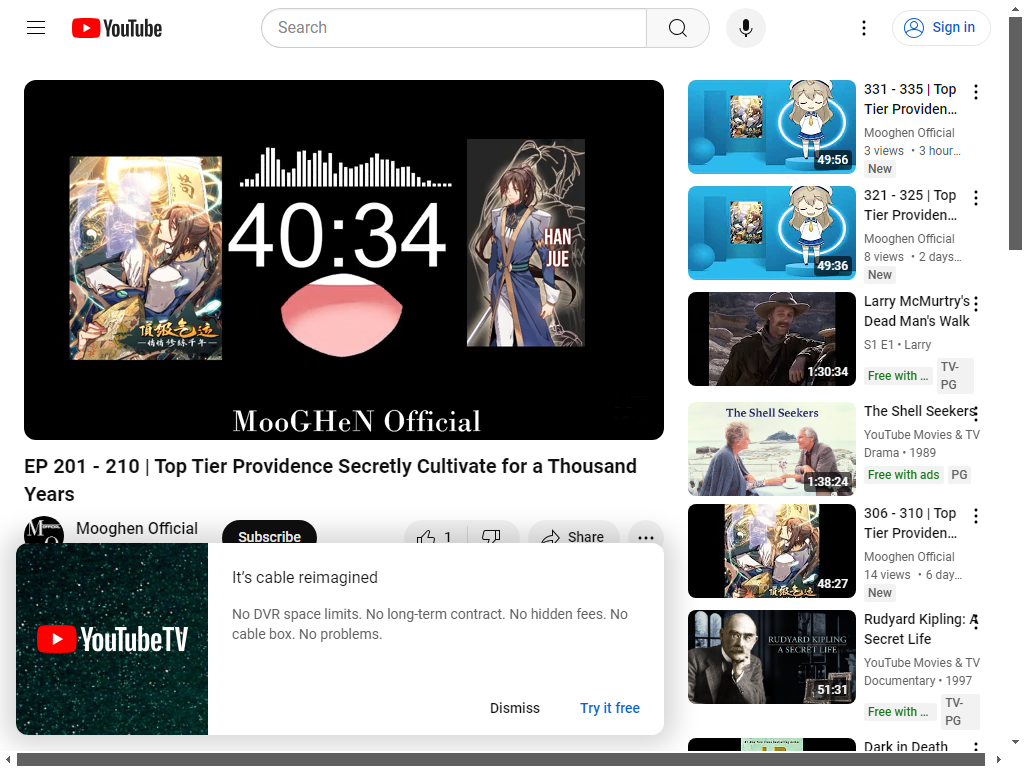 YouTube
Search
Sign in
40:34
HAN
JUE
頂級气运
悄悄修練千年
MooGHeN Official
EP 201 - 210 | Top Tier Providence Secretly Cultivate for a Thousand
Years
Mooghen Official
Subscribe
1
Share
It’s cable reimagined
No DVR space limits. No long-term contract. No hidden fees. No
cable box. No problems.
YouTubeTV
Dismiss
Try it free
49:56
331 - 335 | Top
Tier Providen...
Mooghen Official
3 views • 3 hour...
New
49:36
321 - 325 | Top
Tier Providen...
Mooghen Official
8 views • 2 days...
New
1:30:34
Larry McMurtry's
Dead Man's Walk
S1 E1 • Larry
Free with ...
TV-
PG
The Shell Seekers
1:38:24
The Shell Seekers
YouTube Movies & TV
Drama • 1989
Free with ads
PG
48:27
306 - 310 | Top
Tier Providen...
Mooghen Official
14 views • 6 day...
New
RUDYARD KIPLING
A SECRET LIFE
51:31
Rudyard Kipling: A
Secret Life
YouTube Movies & TV
Documentary • 1997
Free with ...
TV-
PG
Dark in Death